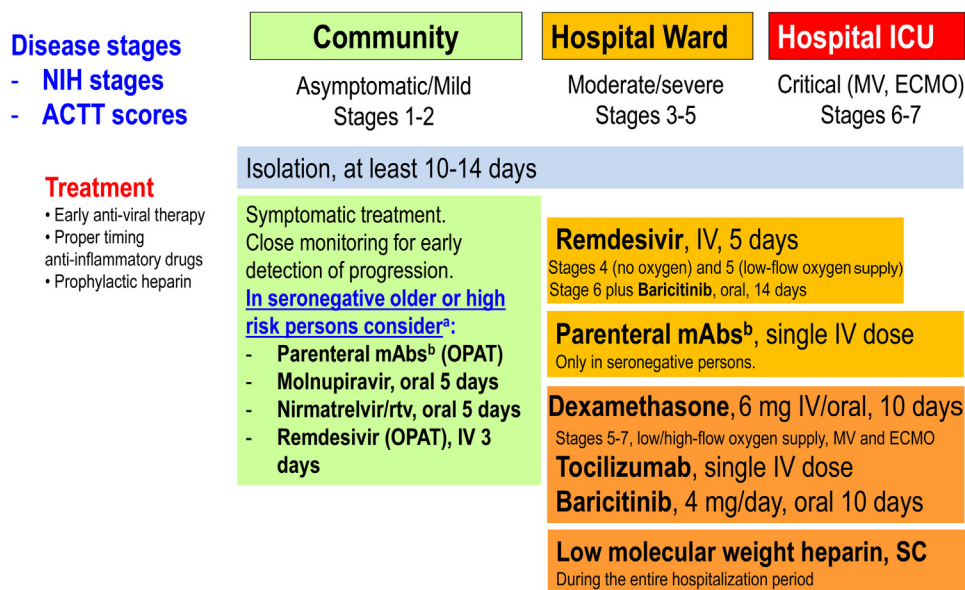 Disease stages
- NIH stages
- ACTT scores
Community
Hospital Ward
Hospital ICU
Asymptomatic/Mild
Stages 1-2
Moderate/severe
Stages 3-5
Critical (MV, ECMO)
Stages 6-7
Isolation, at least 10-14 days
Treatment
• Early anti-viral therapy
• Proper timing
anti-inflammatory drugs
• Prophylactic heparin
Symptomatic treatment.
Close monitoring for early
detection of progression.
In seronegative older or high
risk persons considerᵃ:
- Parenteral mAbsᵇ (OPAT)
- Molnupiravir, oral 5 days
- Nirmatrelvir/rtv, oral 5 days
- Remdesivir (OPAT), IV 3
days
Remdesivir, IV, 5 days
Stages 4 (no oxygen) and 5 (low-flow oxygen supply)
Stage 6 plus Baricitinib, oral, 14 days
Parenteral mAbsᵇ, single IV dose
Only in seronegative persons.
Dexamethasone, 6 mg IV/oral, 10 days
Stages 5-7, low/high-flow oxygen supply, MV and ECMO
Tocilizumab, single IV dose
Baricitinib, 4 mg/day, oral 10 days
Low molecular weight heparin, SC
During the entire hospitalization period